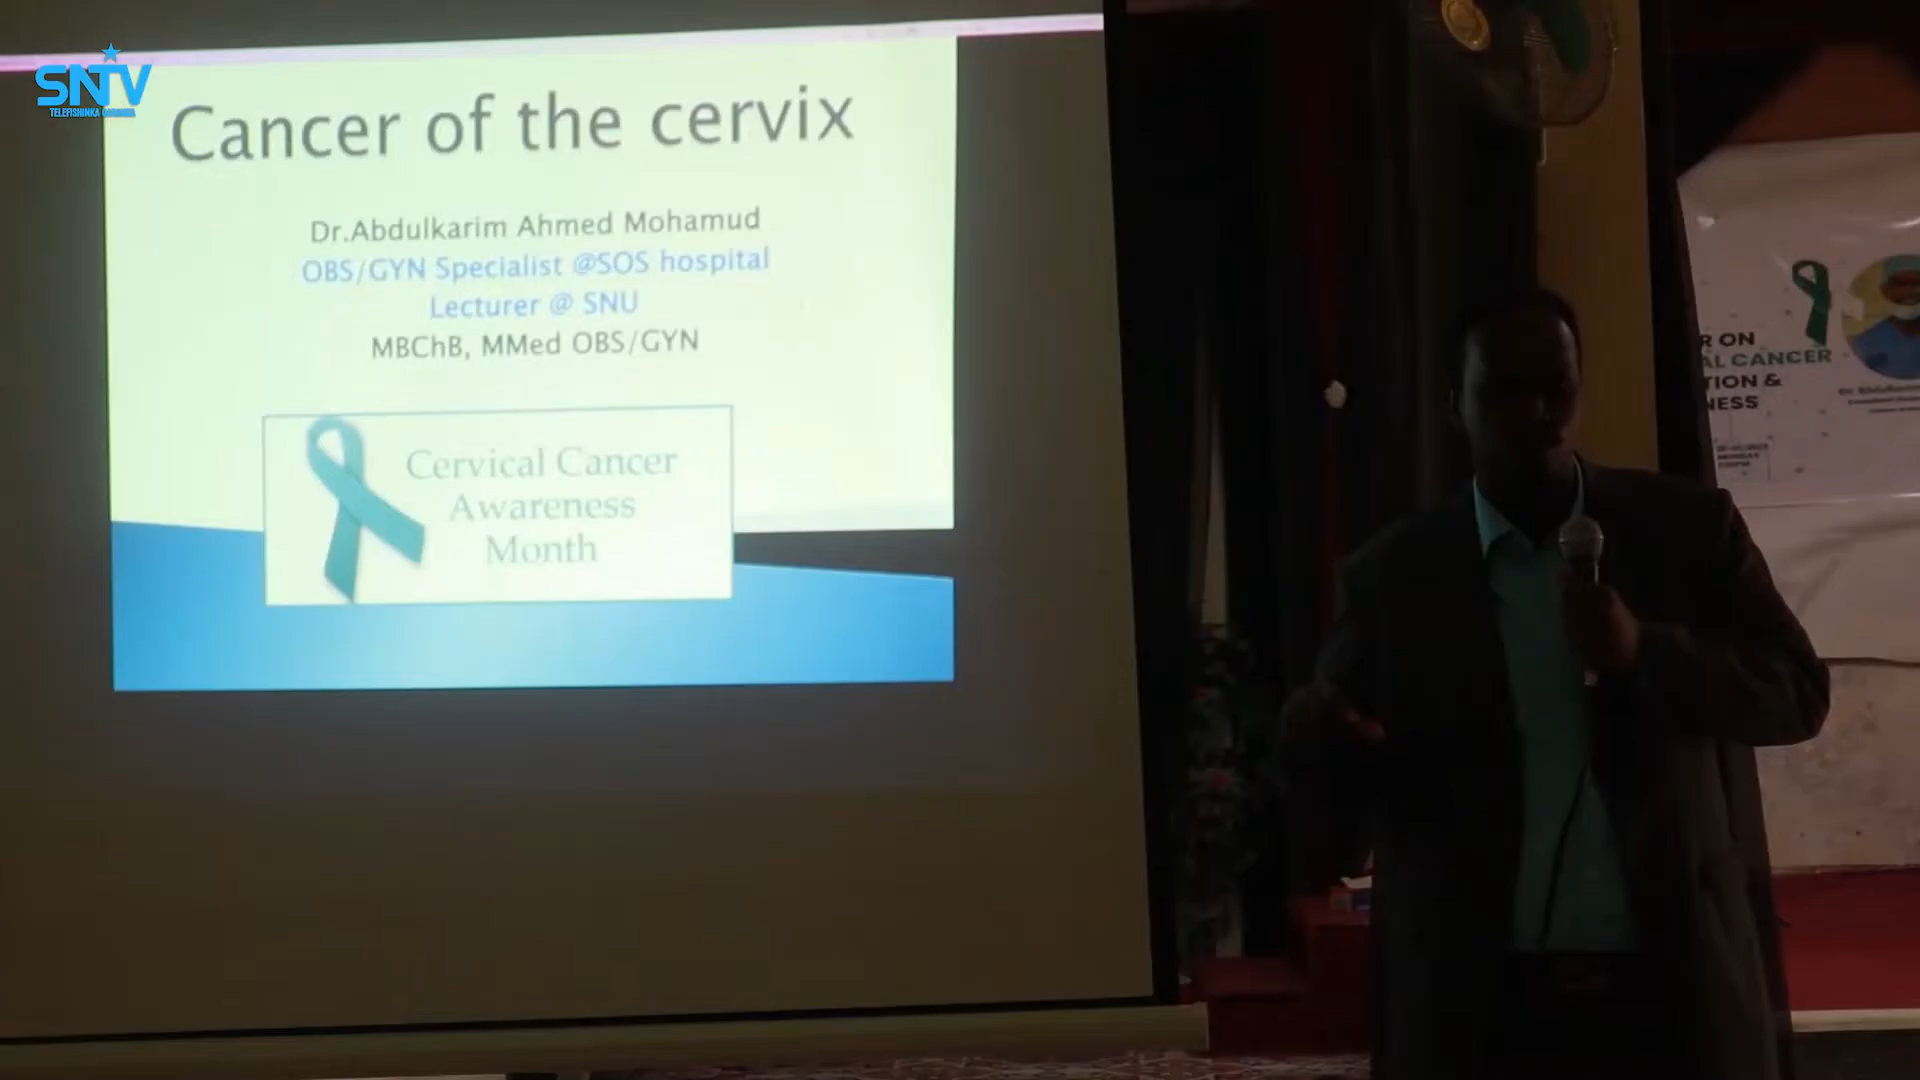 SNTV
TELEFISHINKA
Cancer of the cervix
Dr.Abdulkarim Ahmed Mohamud
OBS/GYN Specialist @SOS hospital
Lecturer @ SNU
MBChB, MMed OBS/GYN
Cervical Cancer
Awareness
Month
R ON
AL CANCER
TION &
NESS